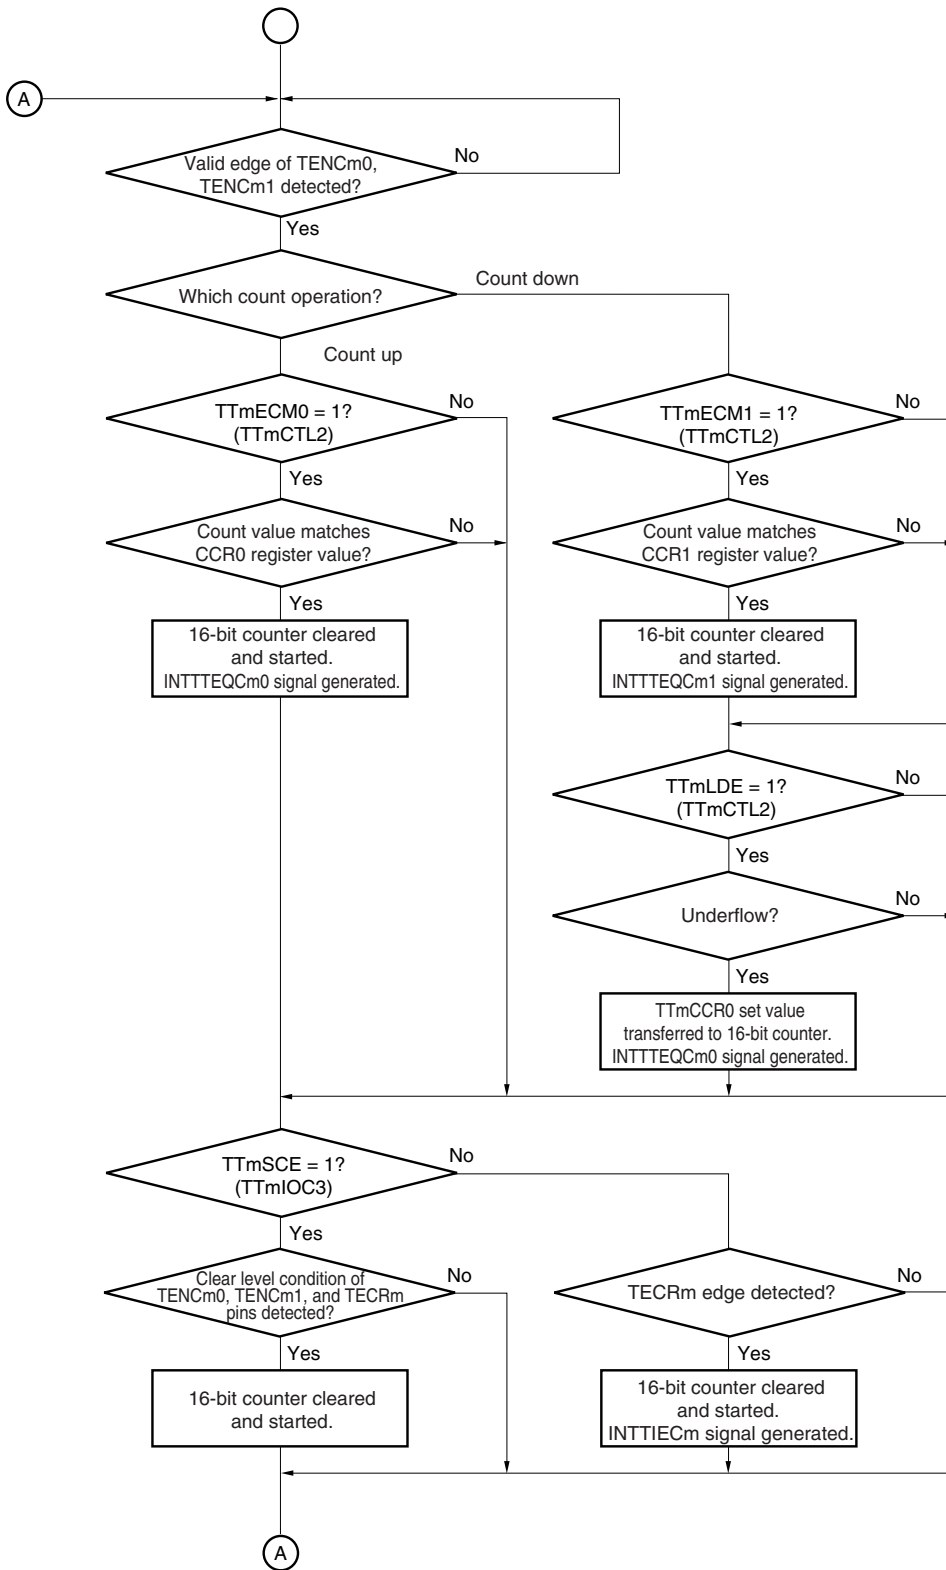 A
Valid edge of TENCm0,
TENCm1 detected?
No
Yes
Which count operation?
Count down
Count up
TTmECM0 = 1?
(TTmCTL2)
No
Yes
TTmECM1 = 1?
(TTmCTL2)
No
Yes
Count value matches
CCR0 register value?
No
Yes
Count value matches
CCR1 register value?
No
Yes
16-bit counter cleared
and started.
INTTTEQCm0 signal generated.
16-bit counter cleared
and started.
INTTTEQCm1 signal generated.
TTmLDE = 1?
(TTmCTL2)
No
Yes
Underflow?
No
Yes
TTmCCR0 set value
transferred to 16-bit counter.
INTTTEQCm0 signal generated.
TTmSCE = 1?
(TTmIOC3)
No
Yes
Clear level condition of
TENCm0, TENCm1, and TECRm
pins detected?
No
Yes
TECRm edge detected?
No
Yes
16-bit counter cleared
and started.
16-bit counter cleared
and started.
INTTIECm signal generated.
A